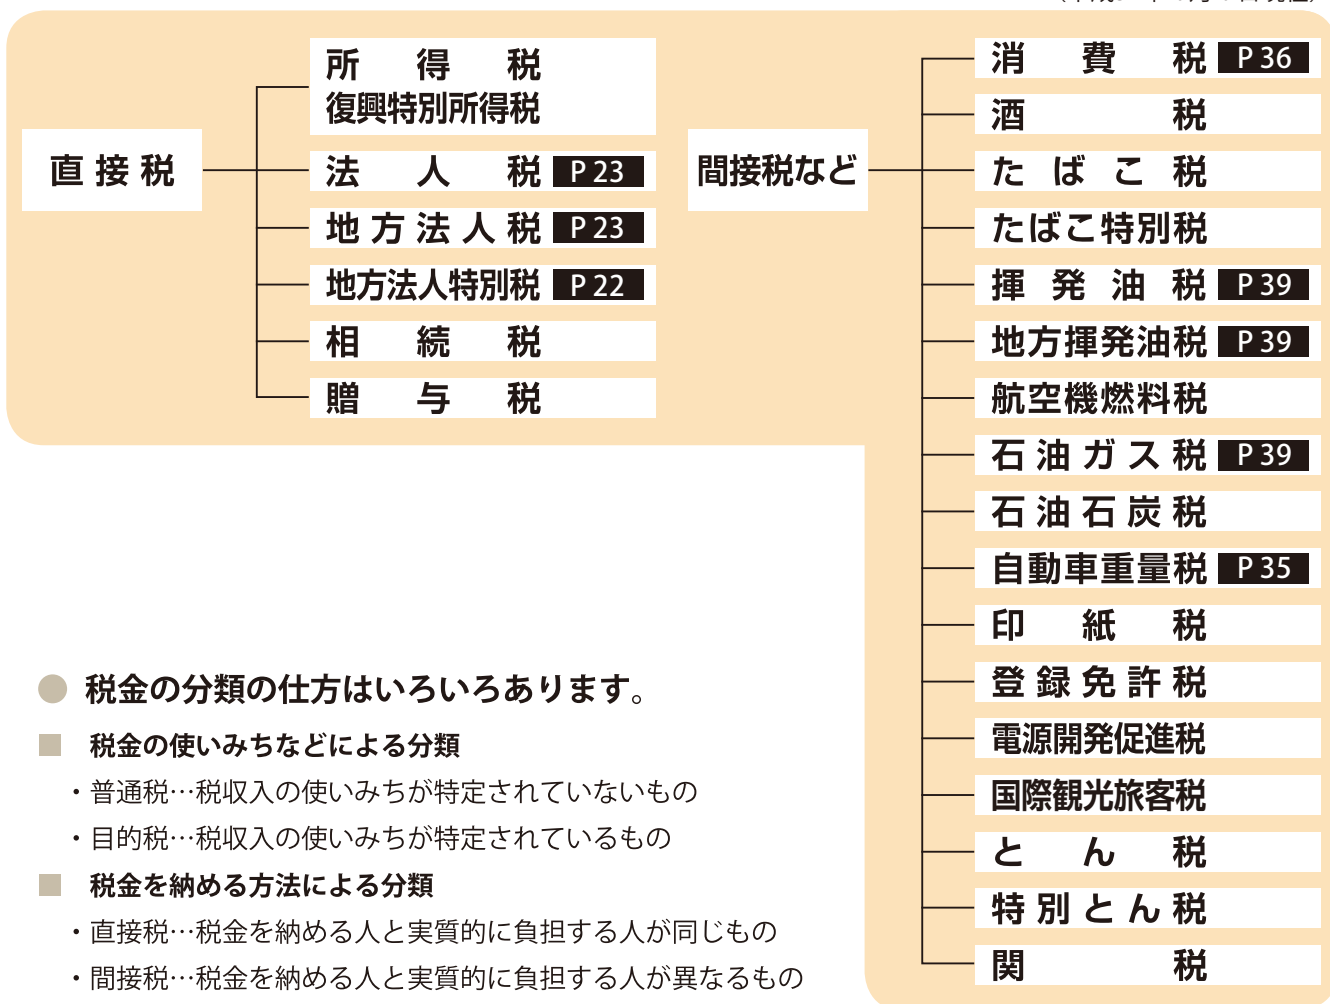 直接税
所得税
復興特別所得税
法人税 P 23
地方法人税 P 23
地方法人特別税 P 22
相続税
贈与税
間接税など
消費税 P 36
酒税
たばこ税
たばこ特別税
揮発油税 P 39
地方揮発油税 P 39
航空機燃料税
石油ガス税 P 39
石油石炭税
自動車重量税 P 35
印紙税
登録免許税
電源開発促進税
国際観光旅客税
とん税
特別とん税
関税
● 税金の分類の仕方はいろいろあります。
■ 税金の使いみちなどによる分類
・普通税…税収入の使いみちが特定されていないもの
・目的税…税収入の使いみちが特定されているもの
■ 税金を納める方法による分類
・直接税…税金を納める人と実質的に負担する人が同じもの
・間接税…税金を納める人と実質的に負担する人が異なるもの